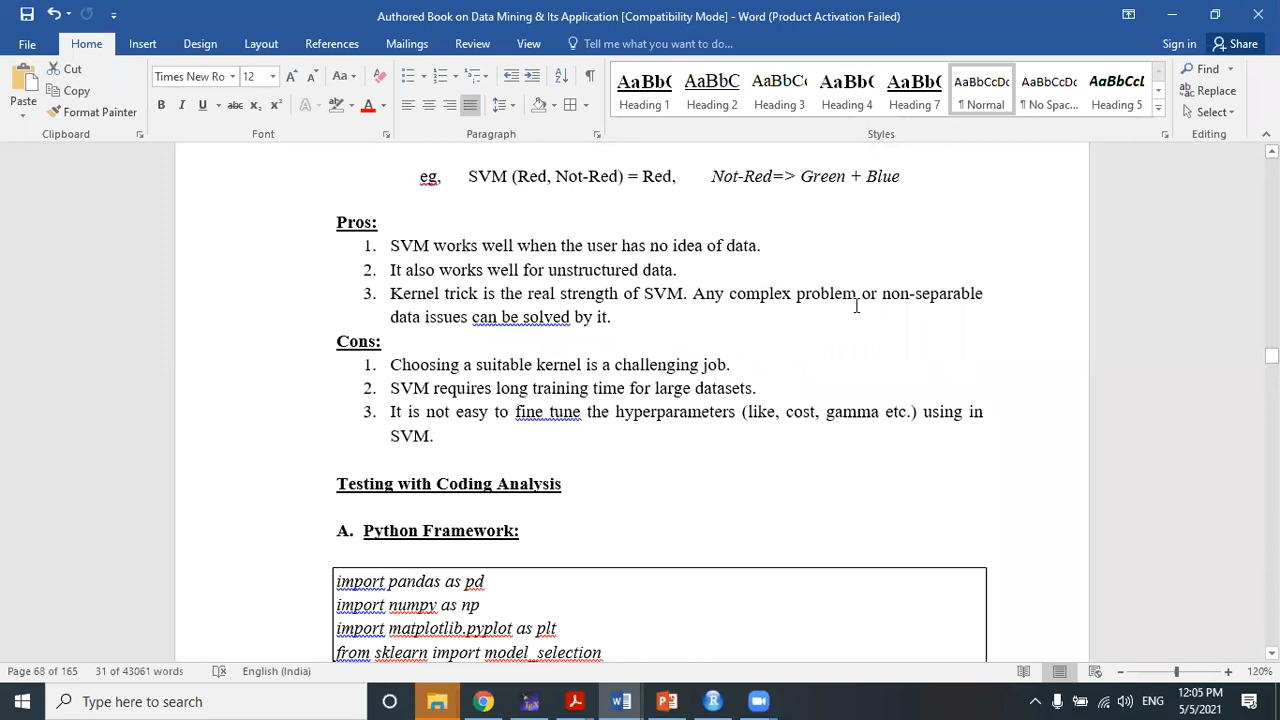 Authored Book on Data Mining & Its Application [Compatibility Mode] - Word (Product Activation Failed)
File Home Insert Design Layout References Mailings Review View Tell me what you want to do... Sign in Share
Paste Cut Copy Format Painter
Times New Ro 12 Aa
B I U abc
AaBbC AaBbC AaBbCc AaBbC AaBbC AaBbCcDc AaBbCcDc AaBbCcL
Heading 1 Heading 2 Heading 3 Heading 4 Heading 7 ¶ Normal ¶ No Spac... Heading 5
Find Replace Select
Clipboard Font Paragraph Styles Editing
eg, SVM (Red, Not-Red) = Red, Not-Red=> Green + Blue
Pros:
1. SVM works well when the user has no idea of data.
2. It also works well for unstructured data.
3. Kernel trick is the real strength of SVM. Any complex problem or non-separable
data issues can be solved by it.
Cons:
1. Choosing a suitable kernel is a challenging job.
2. SVM requires long training time for large datasets.
3. It is not easy to fine tune the hyperparameters (like, cost, gamma etc.) using in
SVM.
Testing with Coding Analysis
A. Python Framework:
import pandas as pd
import numpy as np
import matplotlib.pyplot as plt
from sklearn import model_selection
Page 68 of 165 31 of 43061 words English (India) 120%
Type here to search
ENG
12:05 PM
5/5/2021